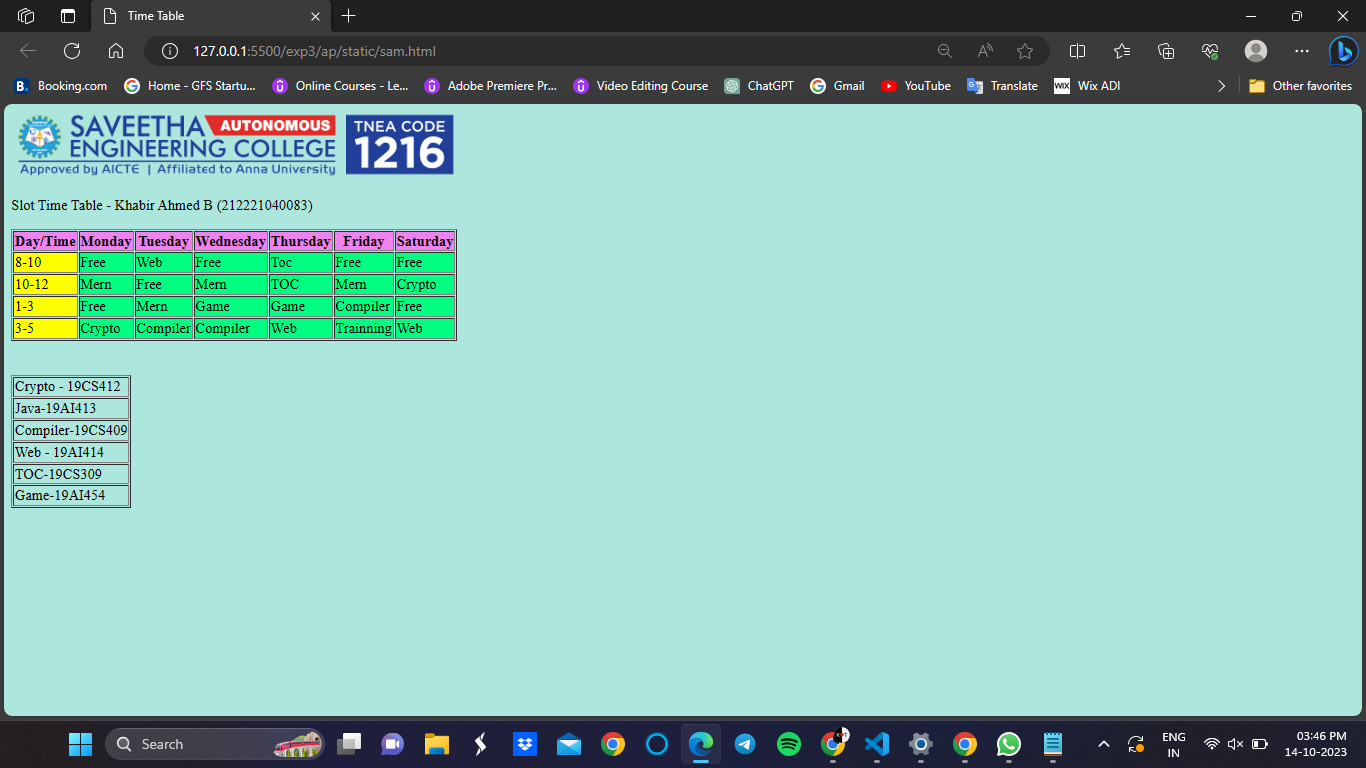 Time Table
127.0.0.1:5500/exp3/ap/static/sam.html
B. Booking.com Home - GFS Startu... Online Courses - Le... Adobe Premiere Pr... Video Editing Course ChatGPT Gmail YouTube Translate WIX Wix ADI Other favorites
SAVEETHA AUTONOMOUS
ENGINEERING COLLEGE
Approved by AICTE | Affiliated to Anna University
TNEA CODE
1216
Slot Time Table - Khabir Ahmed B (212221040083)
Day/Time Monday Tuesday Wednesday Thursday Friday Saturday
8-10 Free Web Free Toc Free Free
10-12 Mern Free Mern TOC Mern Crypto
1-3 Free Mern Game Game Compiler Free
3-5 Crypto Compiler Compiler Web Trainning Web
Crypto - 19CS412
Java-19AI413
Compiler-19CS409
Web - 19AI414
TOC-19CS309
Game-19AI454
Search
ENG
IN
03:46 PM
14-10-2023